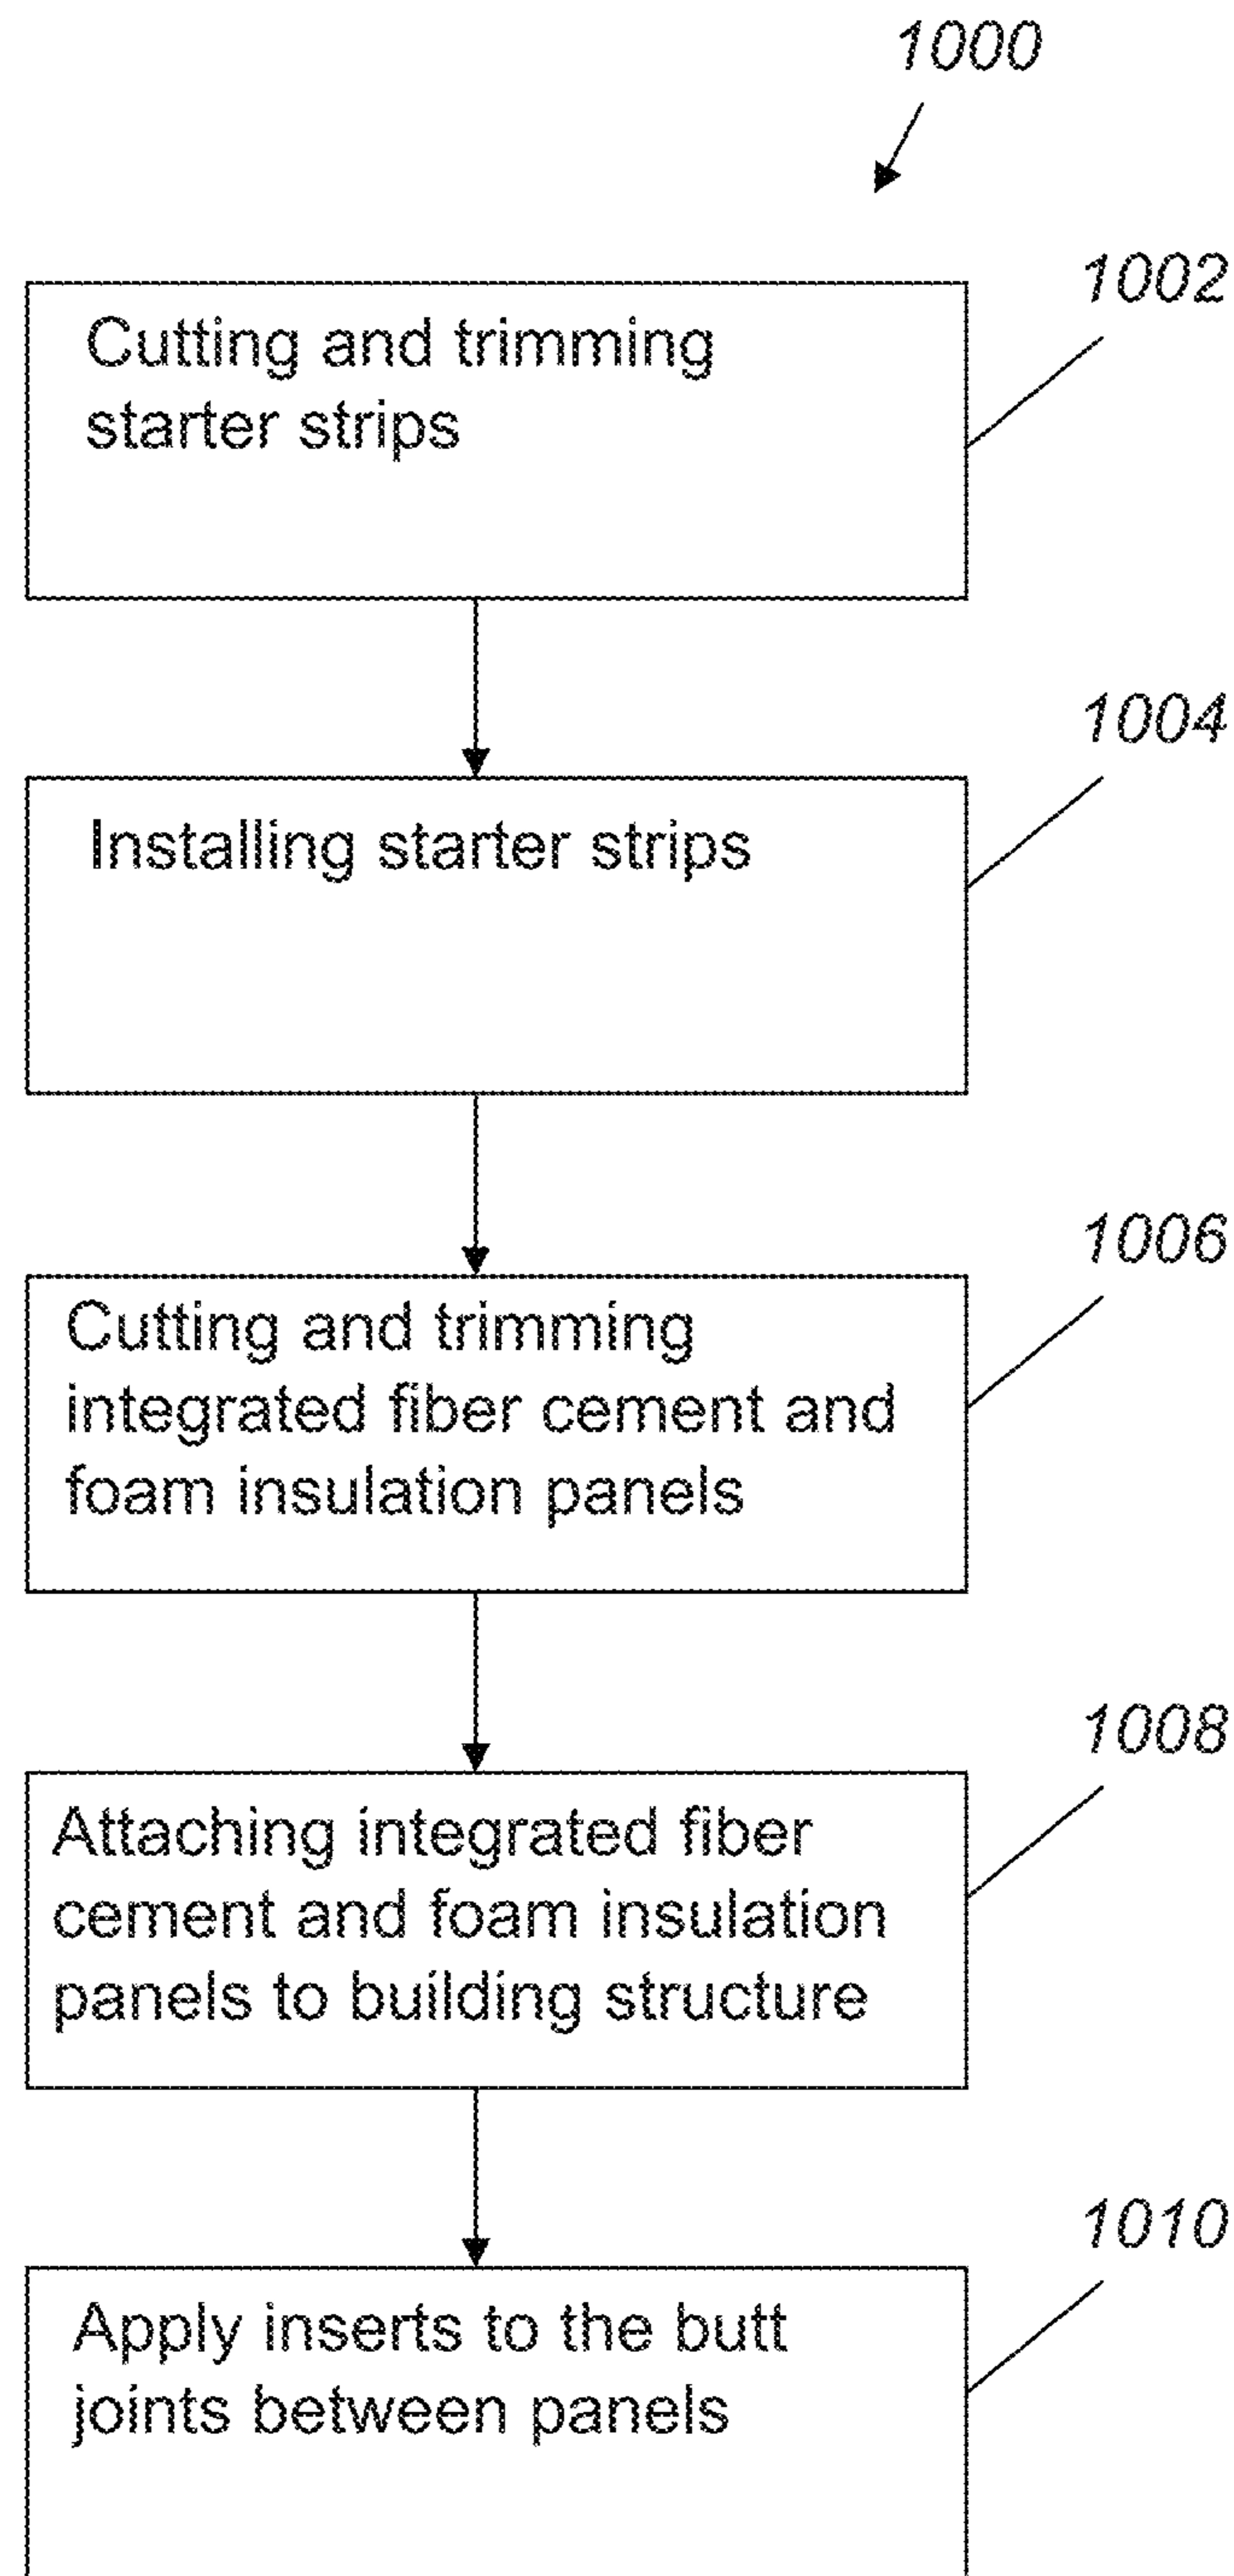 1000
1002
Cutting and trimming
starter strips
1004
Installing starter strips
1006
Cutting and trimming
integrated fiber cement and
foam insulation panels
1008
Attaching integrated fiber
cement and foam insulation
panels to building structure
1010
Apply inserts to the butt
joints between panels